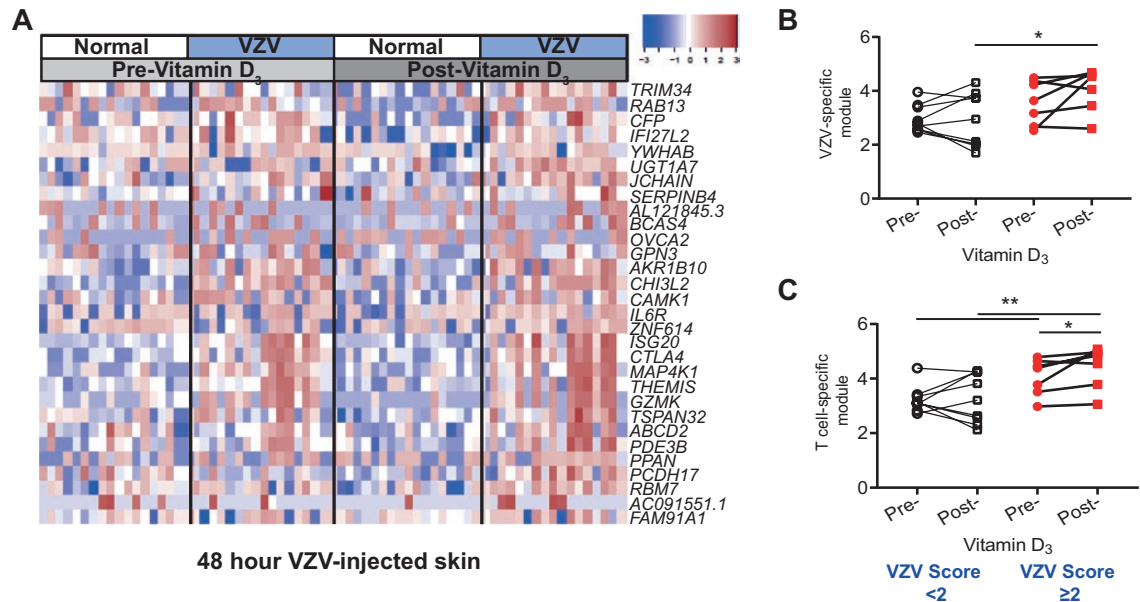 A
Normal VZV Normal VZV
Pre-Vitamin D3 Post-Vitamin D3
-3 -1 0 1 2
TRIM34
RAB13
CFP
IFI27L2
YWHAB
UGT1A7
JCHAIN
SERPINB4
AL121845.3
BCAS4
OVCA2
GPN3
AKR1B10
CHI3L2
CAMK1
IL6R
ZNF614
ISG20
CTLA4
MAP4K1
THEMIS
GZMK
TSPAN32
ABCD2
PDE3B
PPAN
PCDH17
RBM7
AC091551.1
FAM91A1
48 hour VZV-injected skin
B
*
6
4
2
0
VZV-specific
module
Pre- Post- Pre- Post-
Vitamin D3
C
**
*
6
4
2
0
T cell-specific
module
Pre- Post- Pre- Post-
Vitamin D3
VZV Score VZV Score
<2 ≥2